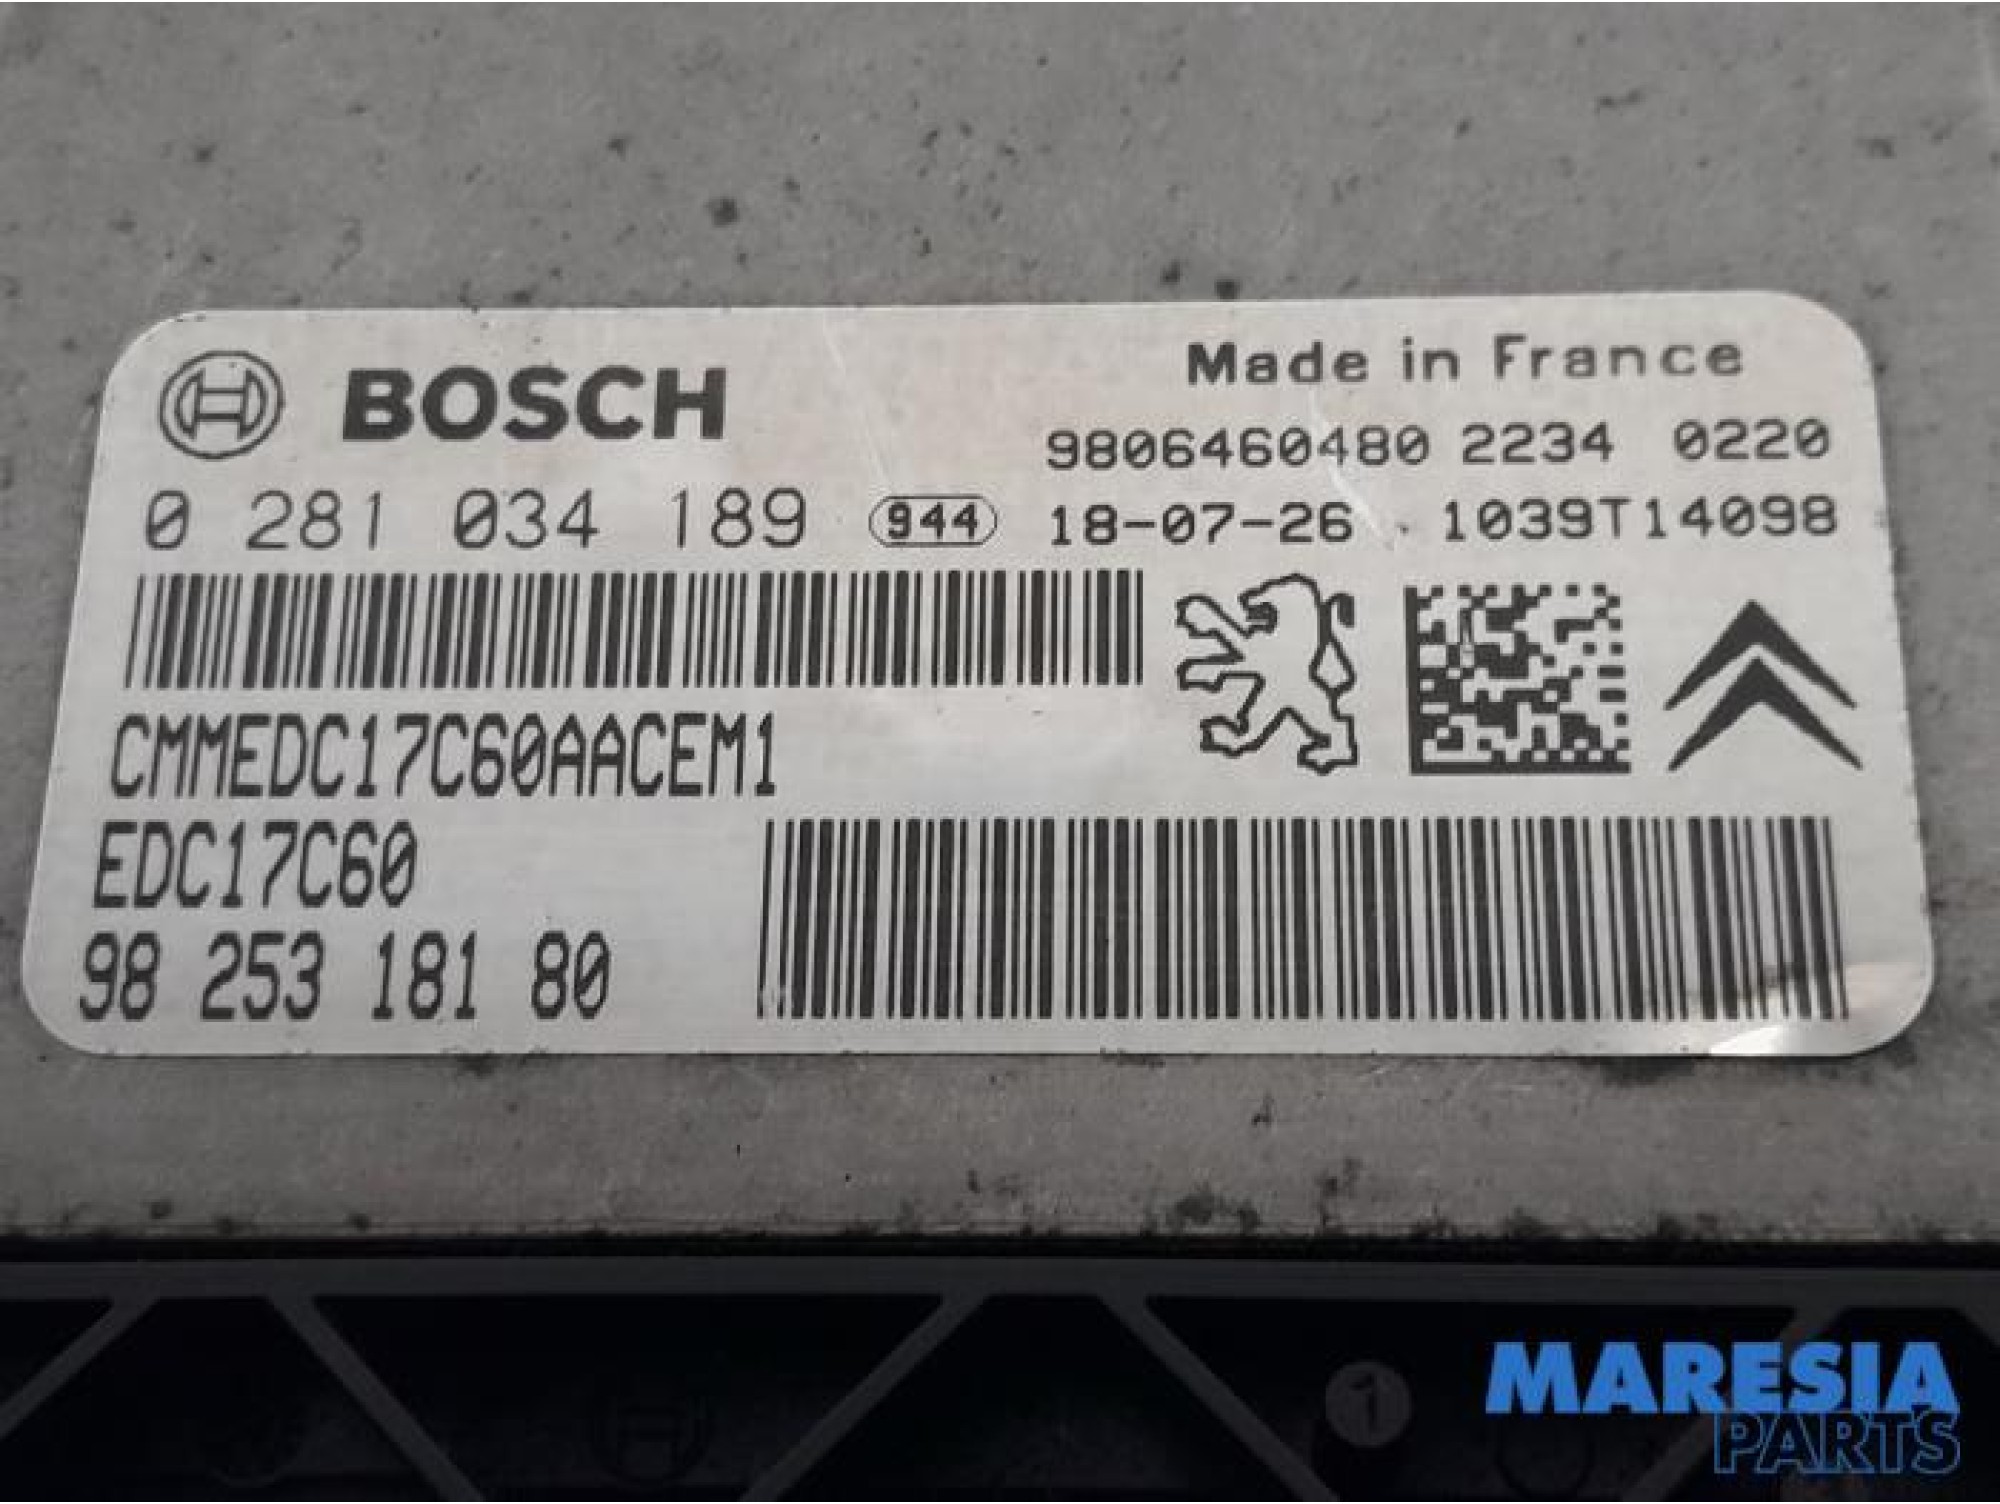 BOSCH
Made in France
9806460480 2234 0220
0 281 034 189 944 18-07-26 1039T14098
CMMEDC17C60AACEM1
EDC17C60
98 253 181 80
1
MARESIA
PARTS